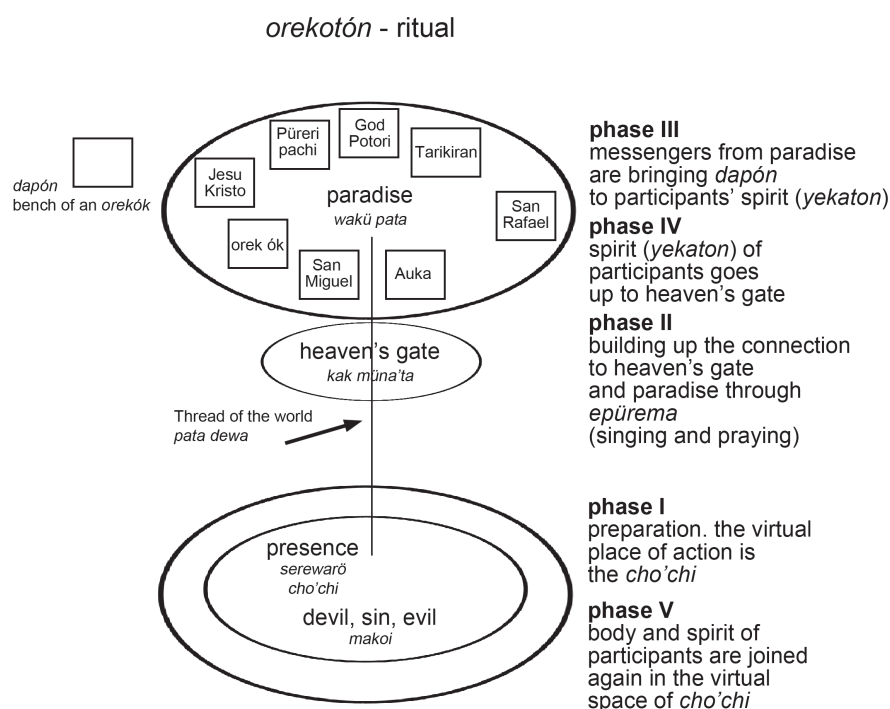 orekotón - ritual
dapón
bench of an orekók
Püreri
pachi
God
Potori
Tarikiran
Jesu
Kristo
paradise
wakü pata
San
Rafael
orek ók
San
Miguel
Auka
heaven's gate
kak müna'ta
Thread of the world
pata dewa
presence
serewarö
cho'chi
devil, sin, evil
makoi
phase III
messengers from paradise
are bringing dapón
to participants' spirit (yekaton)
phase IV
spirit (yekaton) of
participants goes
up to heaven's gate
phase II
building up the connection
to heaven's gate
and paradise through
epürema
(singing and praying)
phase I
preparation. the virtual
place of action is
the cho'chi
phase V
body and spirit of
participants are joined
again in the virtual
space of cho'chi